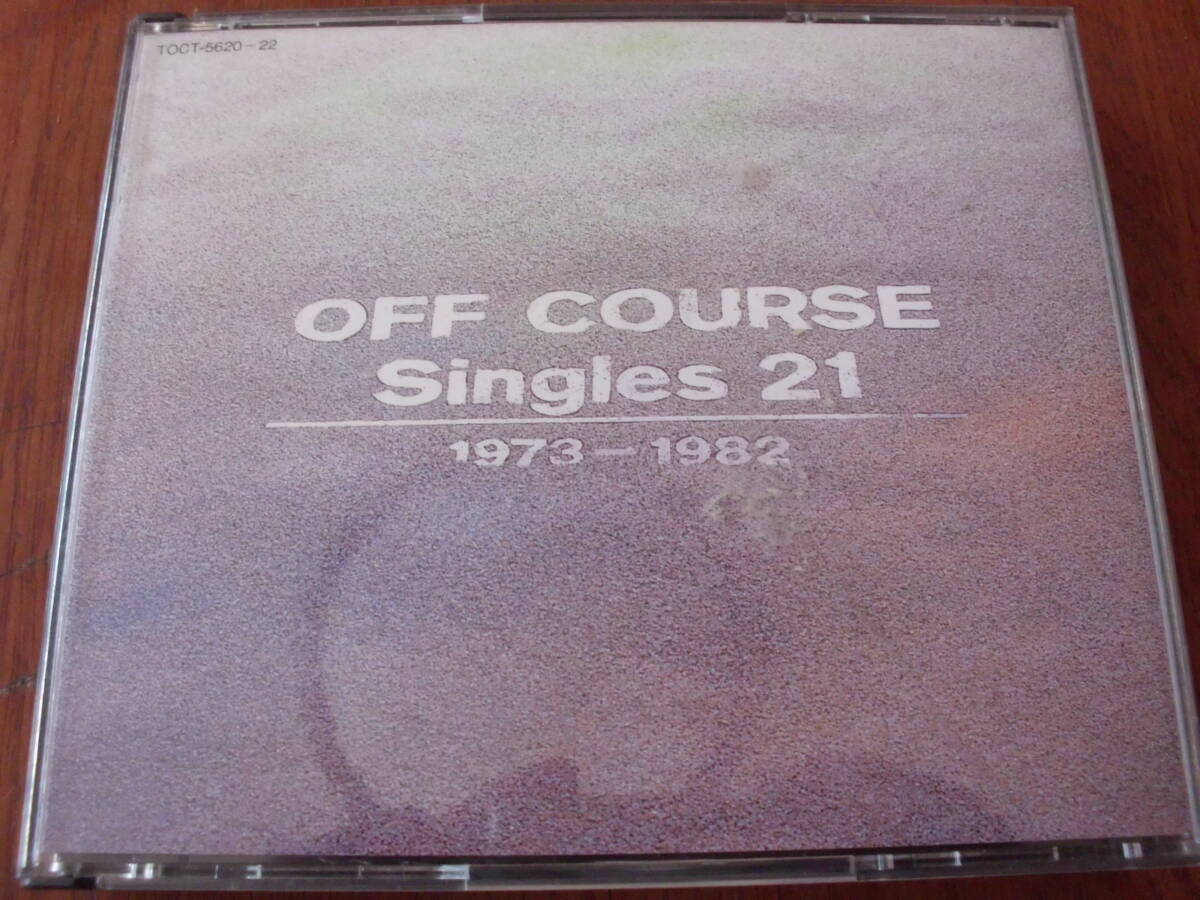 TOCT-5620-22
OFF COURSE
Singles 21
1973-1982